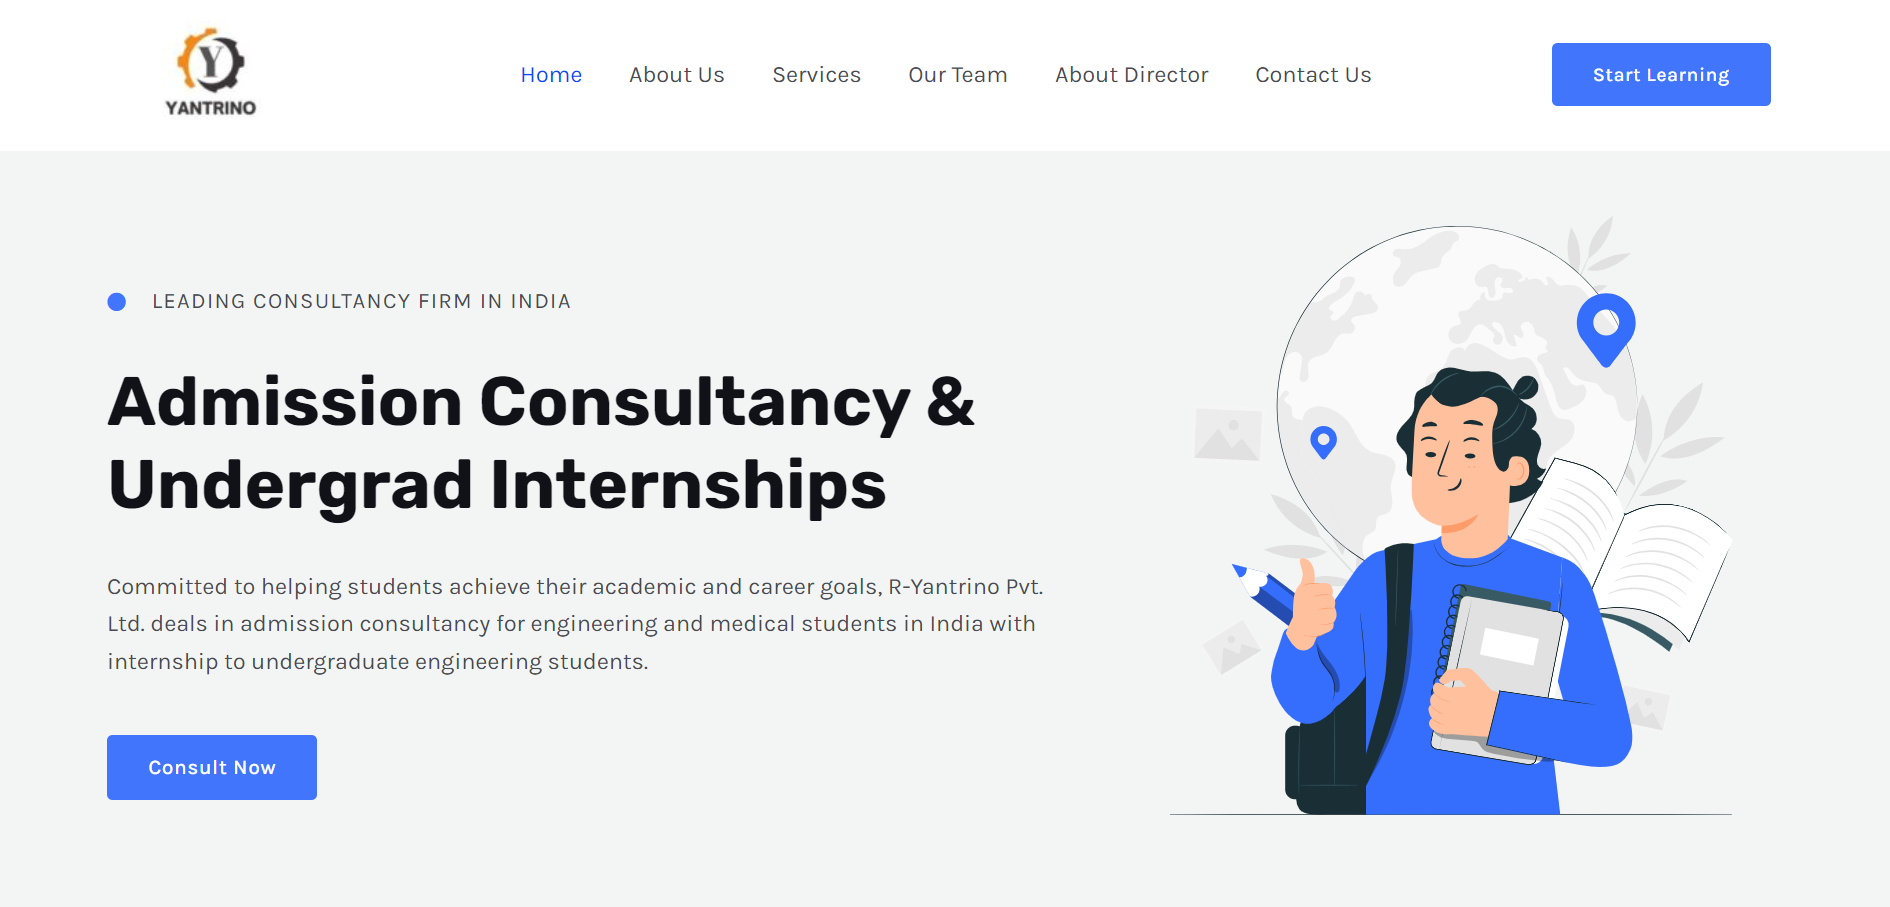 Y
YANTRINO
Home
About Us
Services
Our Team
About Director
Contact Us
Start Learning
LEADING CONSULTANCY FIRM IN INDIA
Admission Consultancy &
Undergrad Internships
Committed to helping students achieve their academic and career goals, R-Yantrino Pvt.
Ltd. deals in admission consultancy for engineering and medical students in India with
internship to undergraduate engineering students.
Consult Now